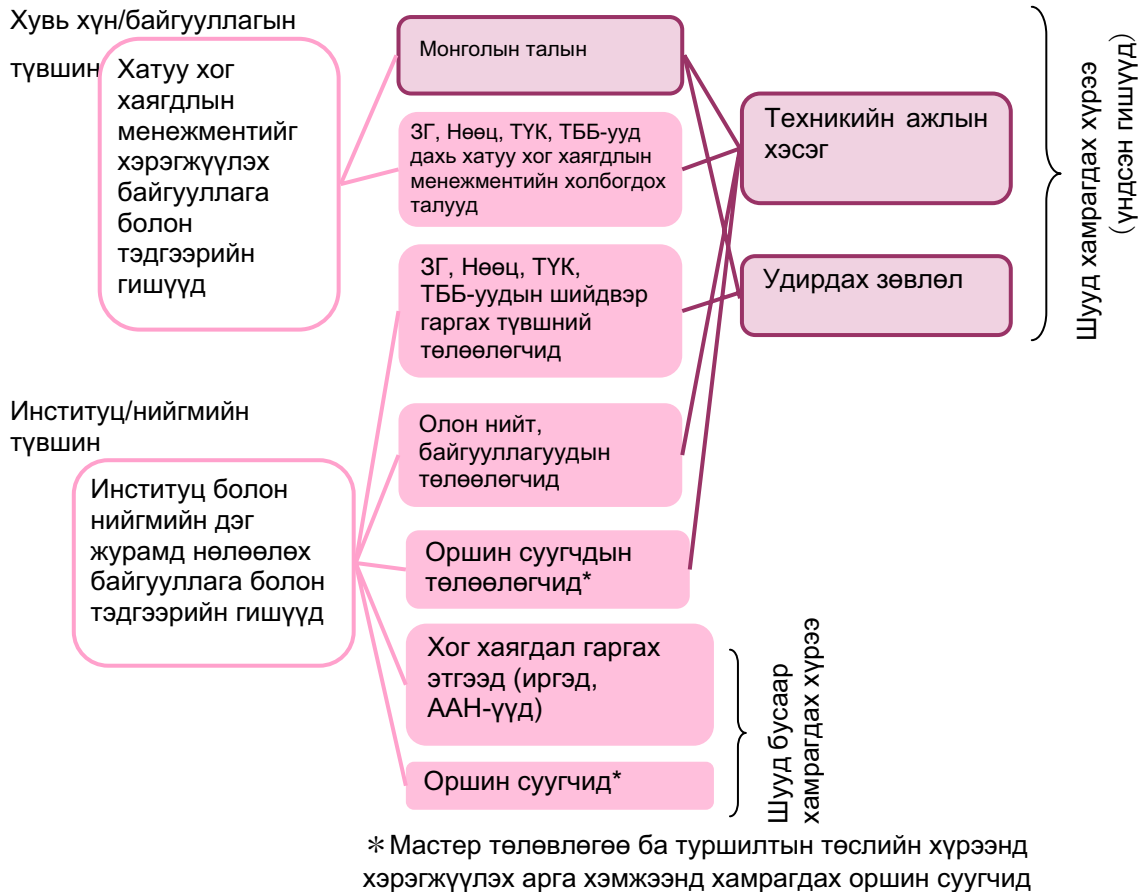 Хувь хүн/байгууллагын
түвшин
Хатуу хог
хаягдлын
менежментийг
хэрэгжүүлэх
байгууллага
болон
тэдгээрийн
гишүүд
Институц/нийгмийн
түвшин
Институц болон
нийгмийн дэг
журамд нөлөөлөх
байгууллага болон
тэдгээрийн гишүүд
Монголын талын
ЗГ, Нөөц, ТҮК, ТББ-ууд
дахь хатуу хог хаягдлын
менежментийн холбогдох
талууд
ЗГ, Нөөц, ТҮК,
ТББ-уудын шийдвэр
гаргах түвшний
төлөөлөгчид
Олон нийт,
байгууллагуудын
төлөөлөгчид
Оршин суугчдын
төлөөлөгчид*
Хог хаягдал гаргах
этгээд (иргэд,
ААН-үүд)
Оршин суугчид*
Техникийн ажлын
хэсэг
Удирдах зөвлөл
Шууд хамрагдах хүрээ
(үндсэн гишүүд)
Шууд бусаар
хамрагдах хүрээ
＊Мастер төлөвлөгөө ба туршилтын төслийн хүрээнд
хэрэгжүүлэх арга хэмжээнд хамрагдах оршин суугчид